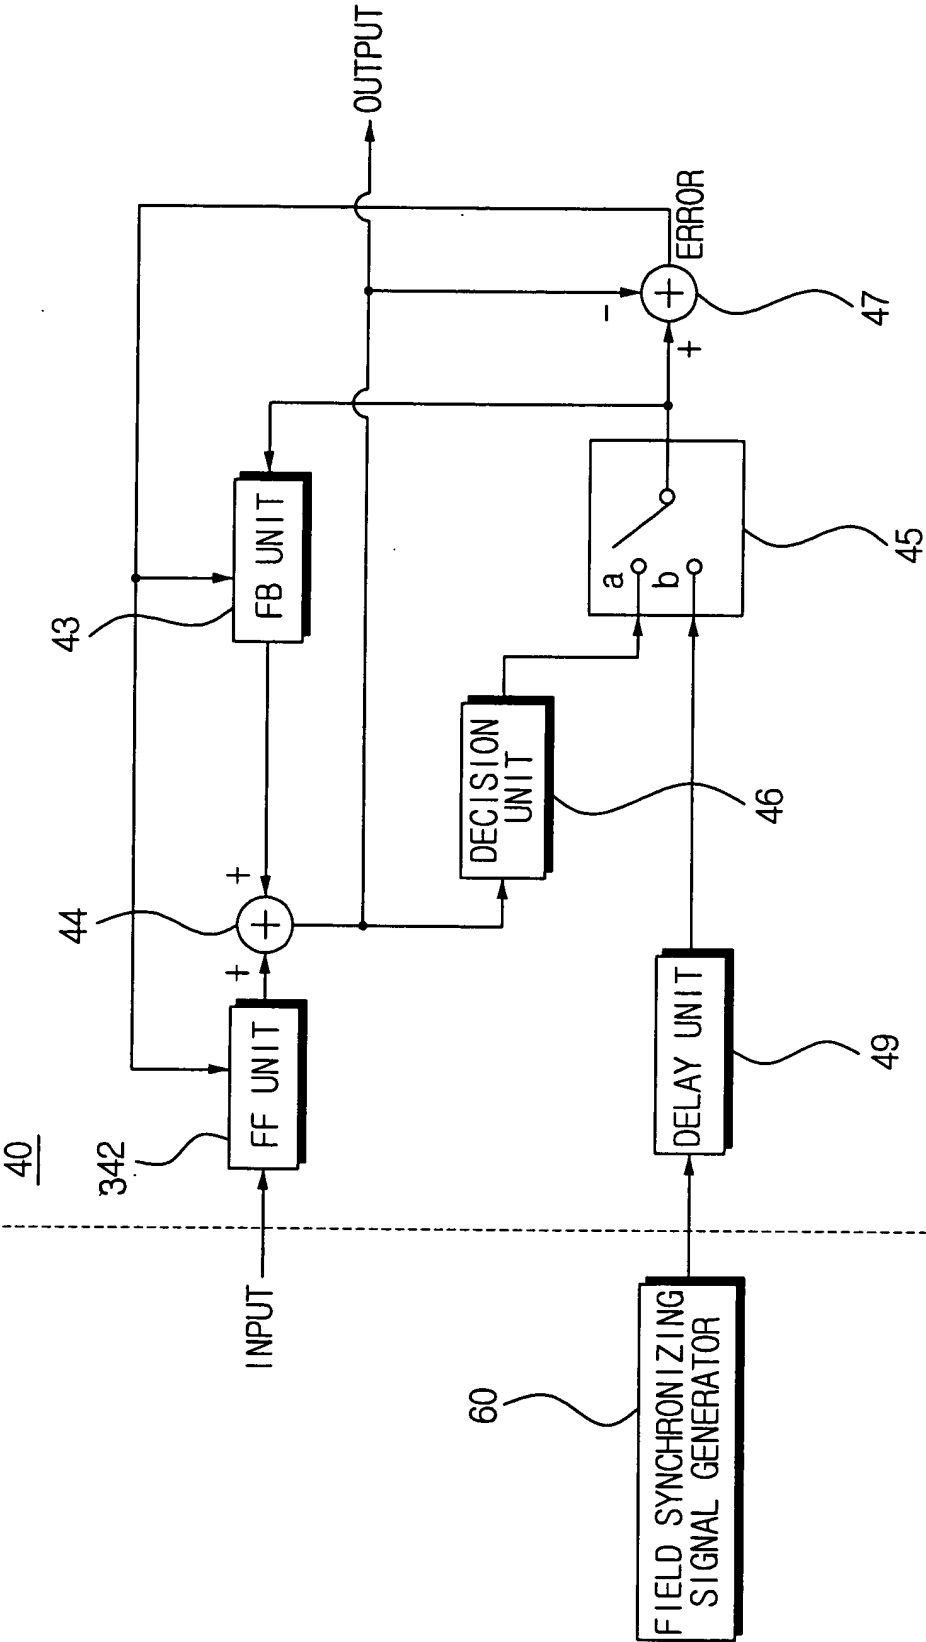 40
342
FF UNIT
INPUT
+
44
+
+
43
FB UNIT
OUTPUT
DECISION
UNIT
46
a
b
45
-
+
+
ERROR
47
60
FIELD SYNCHRONIZING
SIGNAL GENERATOR
DELAY UNIT
49